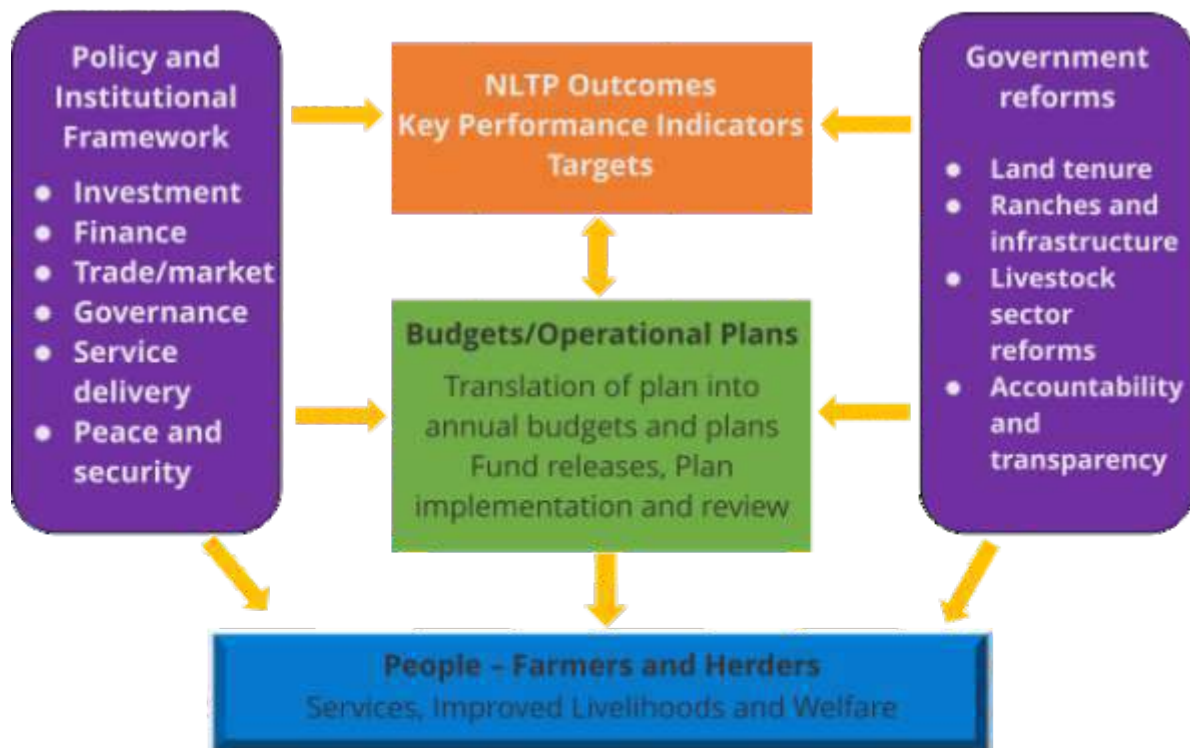 Policy and
Institutional
Framework
● Investment
● Finance
● Trade/market
● Governance
● Service
delivery
● Peace and
security
NLTP Outcomes
Key Performance Indicators
Targets
Budgets/Operational Plans
Translation of plan into
annual budgets and plans
Fund releases, Plan
implementation and review
Government
reforms
● Land tenure
● Ranches and
infrastructure
● Livestock
sector
reforms
● Accountability
and
transparency
People – Farmers and Herders
Services, Improved Livelihoods and Welfare